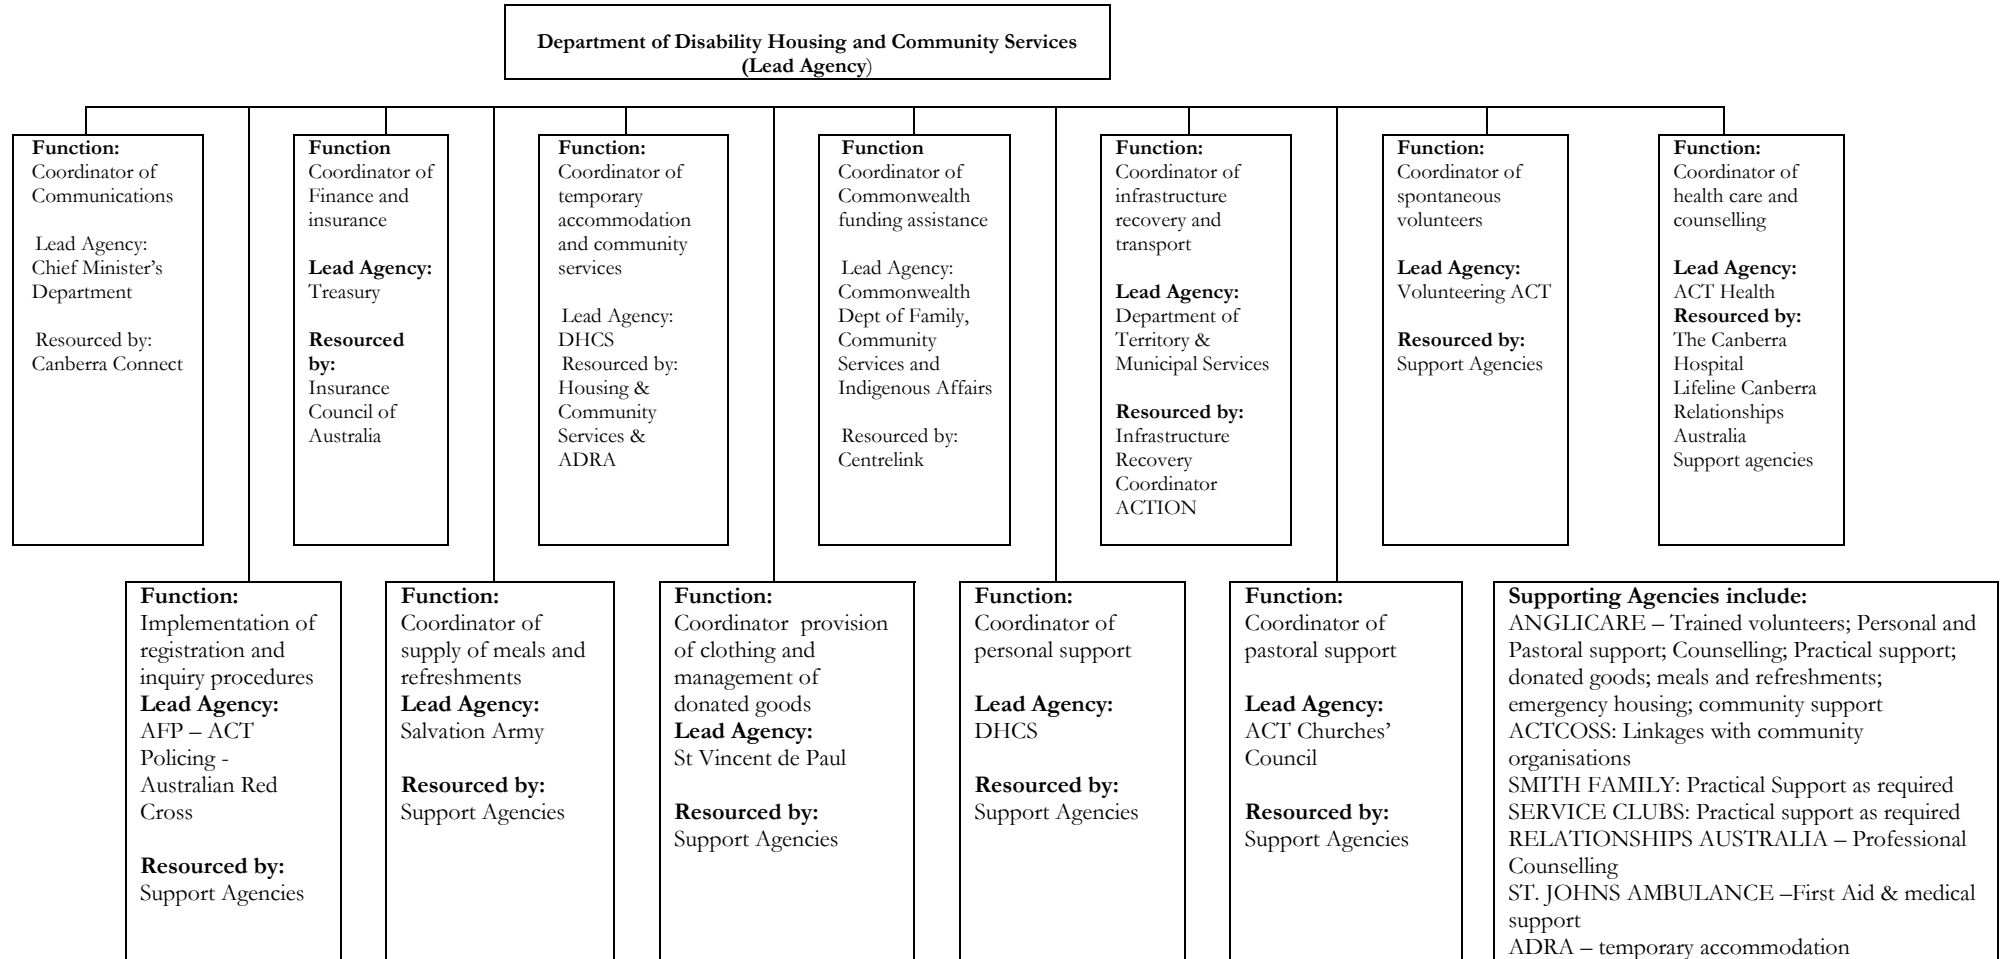 Department of Disability Housing and Community Services
(Lead Agency)
Function:
Coordinator of
Communications
Lead Agency:
Chief Minister’s
Department
Resourced by:
Canberra Connect
Function
Coordinator of
Finance and
insurance
Lead Agency:
Treasury
Resourced
by:
Insurance
Council of
Australia
Function:
Coordinator of
temporary
accommodation
and community
services
Lead Agency:
DHCS
Resourced by:
Housing &
Community
Services &
ADRA
Function
Coordinator of
Commonwealth
funding assistance
Lead Agency:
Commonwealth
Dept of Family,
Community
Services and
Indigenous Affairs
Resourced by:
Centrelink
Function:
Coordinator of
infrastructure
recovery and
transport
Lead Agency:
Department of
Territory &
Municipal Services
Resourced by:
Infrastructure
Recovery
Coordinator
ACTION
Function:
Coordinator of
spontaneous
volunteers
Lead Agency:
Volunteering ACT
Resourced by:
Support Agencies
Function:
Coordinator of
health care and
counselling
Lead Agency:
ACT Health
Resourced by:
The Canberra
Hospital
Lifeline Canberra
Relationships
Australia
Support agencies
Function:
Implementation of
registration and
inquiry procedures
Lead Agency:
AFP – ACT
Policing -
Australian Red
Cross
Resourced by:
Support Agencies
Function:
Coordinator of
supply of meals and
refreshments
Lead Agency:
Salvation Army
Resourced by:
Support Agencies
Function:
Coordinator provision
of clothing and
management of
donated goods
Lead Agency:
St Vincent de Paul
Resourced by:
Support Agencies
Function:
Coordinator of
personal support
Lead Agency:
DHCS
Resourced by:
Support Agencies
Function:
Coordinator of
pastoral support
Lead Agency:
ACT Churches’
Council
Resourced by:
Support Agencies
Supporting Agencies include:
ANGLICARE – Trained volunteers; Personal and
Pastoral support; Counselling; Practical support;
donated goods; meals and refreshments;
emergency housing; community support
ACTCOSS: Linkages with community
organisations
SMITH FAMILY: Practical Support as required
SERVICE CLUBS: Practical support as required
RELATIONSHIPS AUSTRALIA – Professional
Counselling
ST. JOHNS AMBULANCE –First Aid & medical
support
ADRA – temporary accommodation